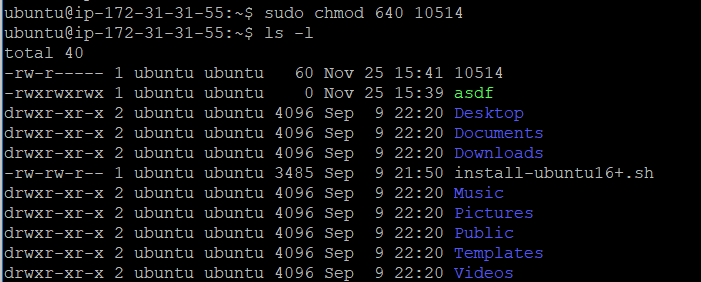 ubuntu@ip-172-31-31-55:~$ sudo chmod 640 10514
ubuntu@ip-172-31-31-55:~$ ls -l
total 40
-rw-r----- 1 ubuntu ubuntu   60 Nov 25 15:41 10514
-rwxrwxrwx 1 ubuntu ubuntu    0 Nov 25 15:39 asdf
drwxr-xr-x 2 ubuntu ubuntu 4096 Sep  9 22:20 Desktop
drwxr-xr-x 2 ubuntu ubuntu 4096 Sep  9 22:20 Documents
drwxr-xr-x 2 ubuntu ubuntu 4096 Sep  9 22:20 Downloads
-rw-rw-r-- 1 ubuntu ubuntu 3485 Sep  9 21:50 install-ubuntu16+.sh
drwxr-xr-x 2 ubuntu ubuntu 4096 Sep  9 22:20 Music
drwxr-xr-x 2 ubuntu ubuntu 4096 Sep  9 22:20 Pictures
drwxr-xr-x 2 ubuntu ubuntu 4096 Sep  9 22:20 Public
drwxr-xr-x 2 ubuntu ubuntu 4096 Sep  9 22:20 Templates
drwxr-xr-x 2 ubuntu ubuntu 4096 Sep  9 22:20 Videos